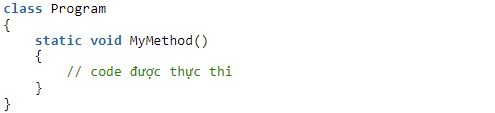 class Program
{
    static void MyMethod()
    {
        // code được thực thi
    }
}